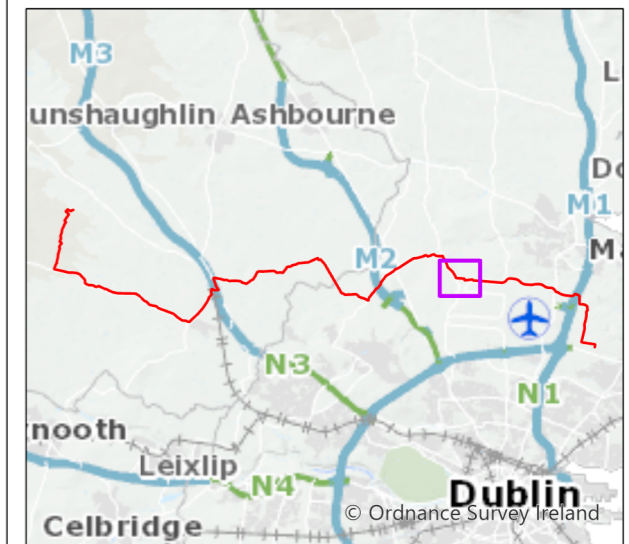 M3
L
unshaughlin Ashbourne
Do
M1
M2
Ma
N3
N1
nooth
Leixlip
N4
Dublin
© Ordnance Survey Ireland
Celbridge